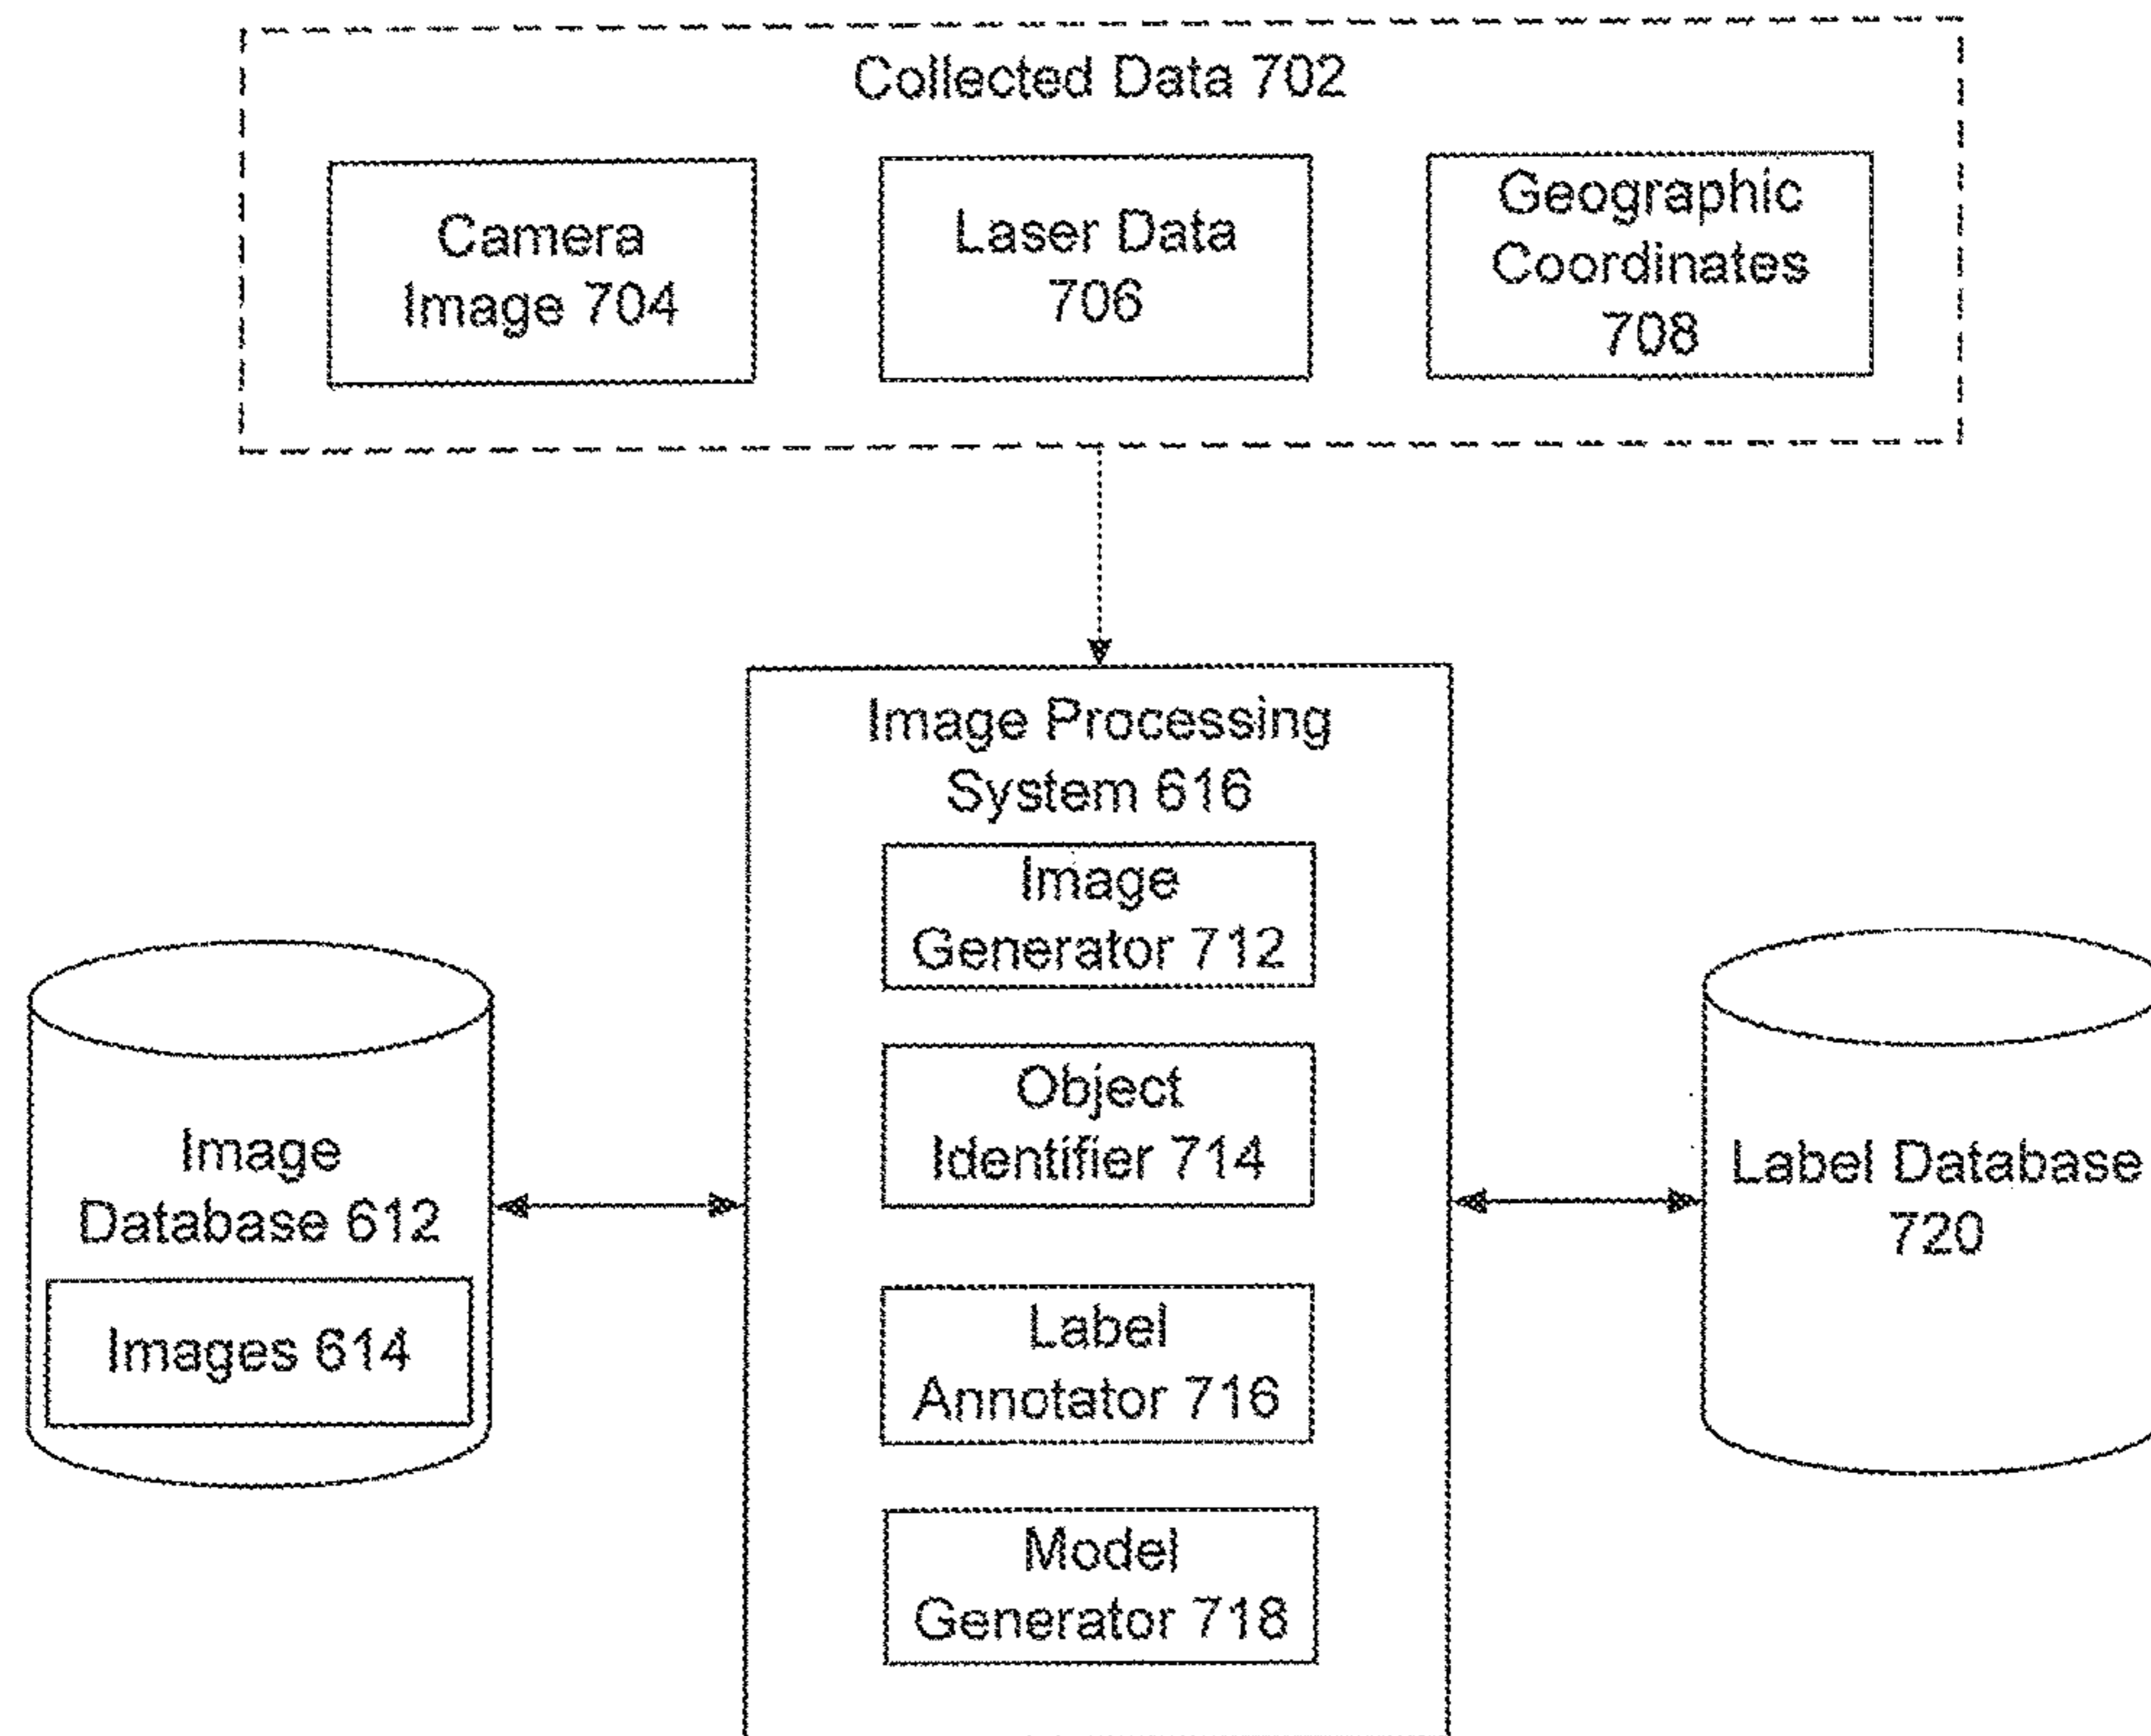 Collected Data 702
Camera
Image 704
Laser Data
706
Geographic
Coordinates
708
Image Processing
System 616
Image
Generator 712
Object
Identifier 714
Label
Annotator 716
Model
Generator 718
Image
Database 612
Images 614
Label Database
720